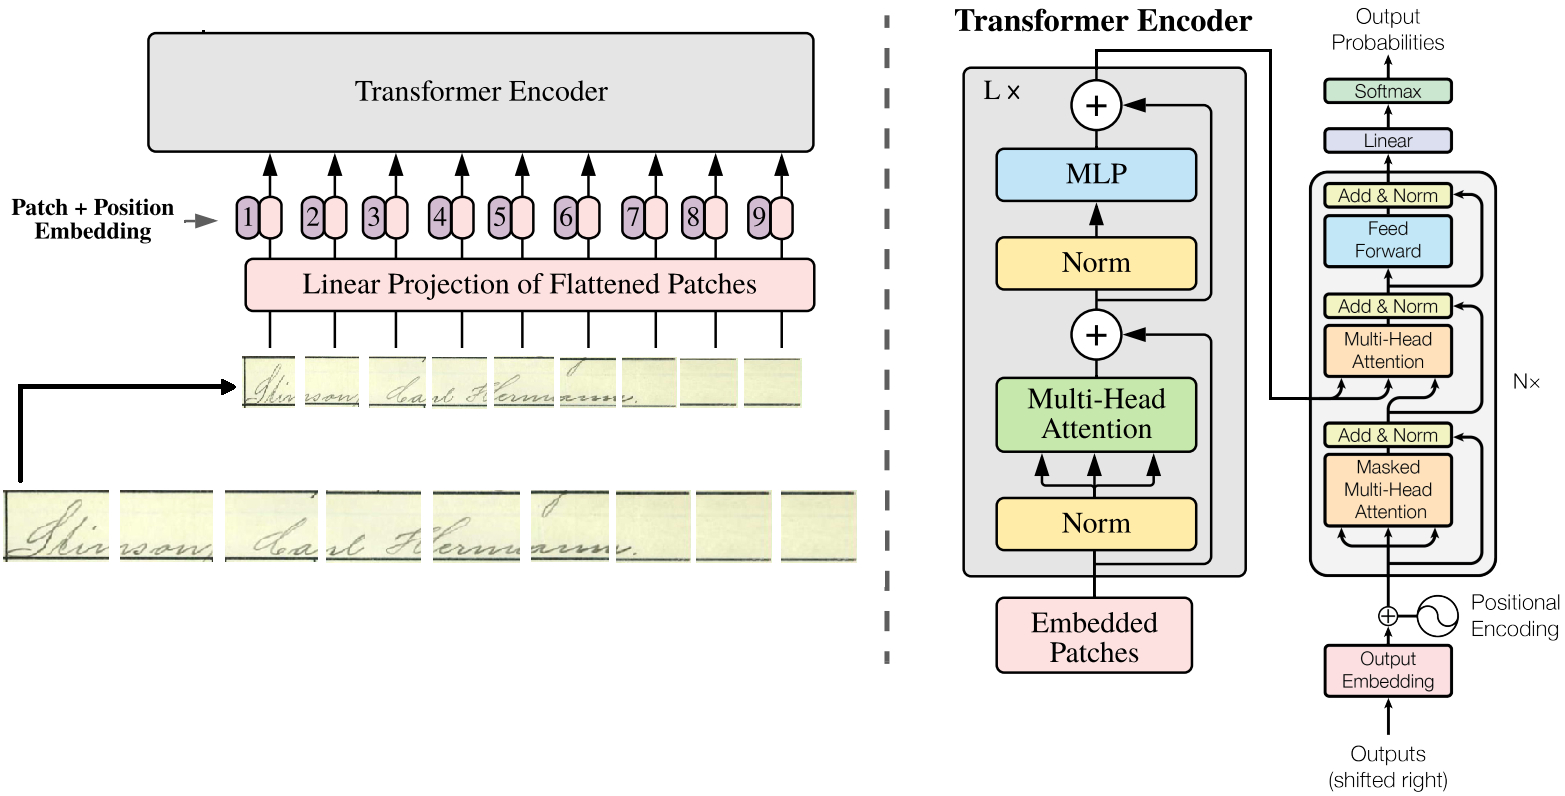 Transformer Encoder
Patch + Position
Embedding
1 2 3 4 5 6 7 8 9
Linear Projection of Flattened Patches
Stinson, Carl Hermann.
Stinson, Carl Hermann.
Transformer Encoder
L ×
+
MLP
Norm
+
Multi-Head
Attention
Norm
Embedded
Patches
Output
Probabilities
Softmax
Linear
Add & Norm
Feed
Forward
Add & Norm
Multi-Head
Attention
N×
Add & Norm
Masked
Multi-Head
Attention
Positional
Encoding
Output
Embedding
Outputs
(shifted right)